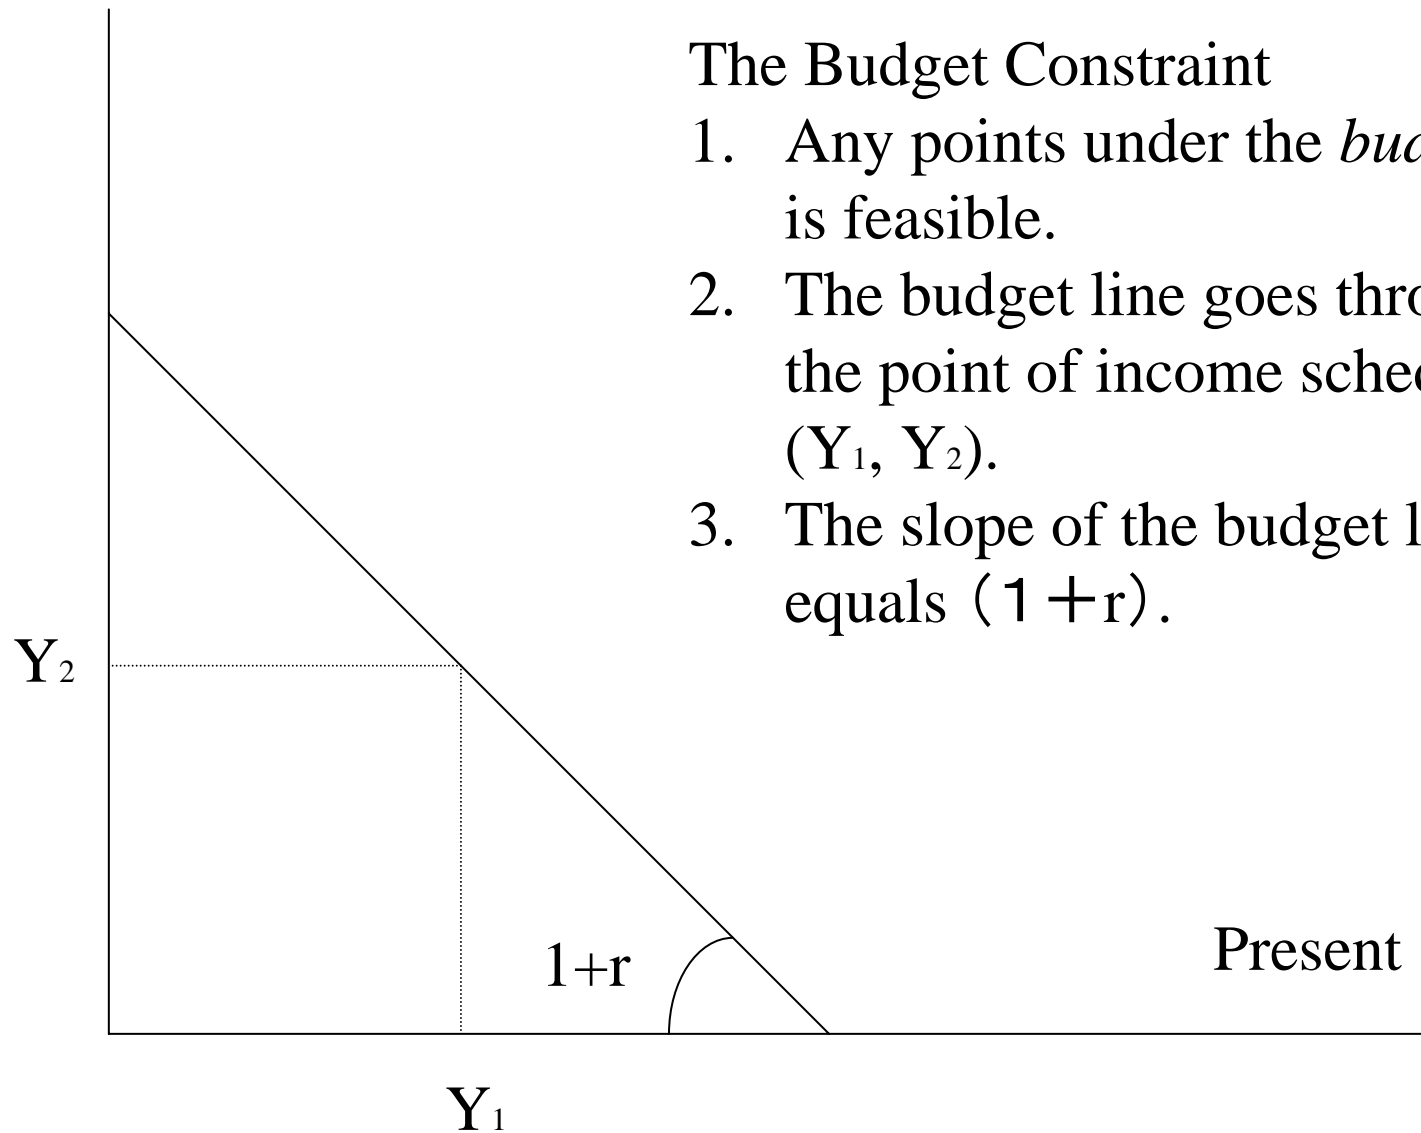 The Budget Constraint
1. Any points under the
is feasible.
2. The budget line goes
the point of income
(Y₁, Y₂).
3. The slope of the budget
equals（１＋r）.
Y₂
1+r
Present
Y₁